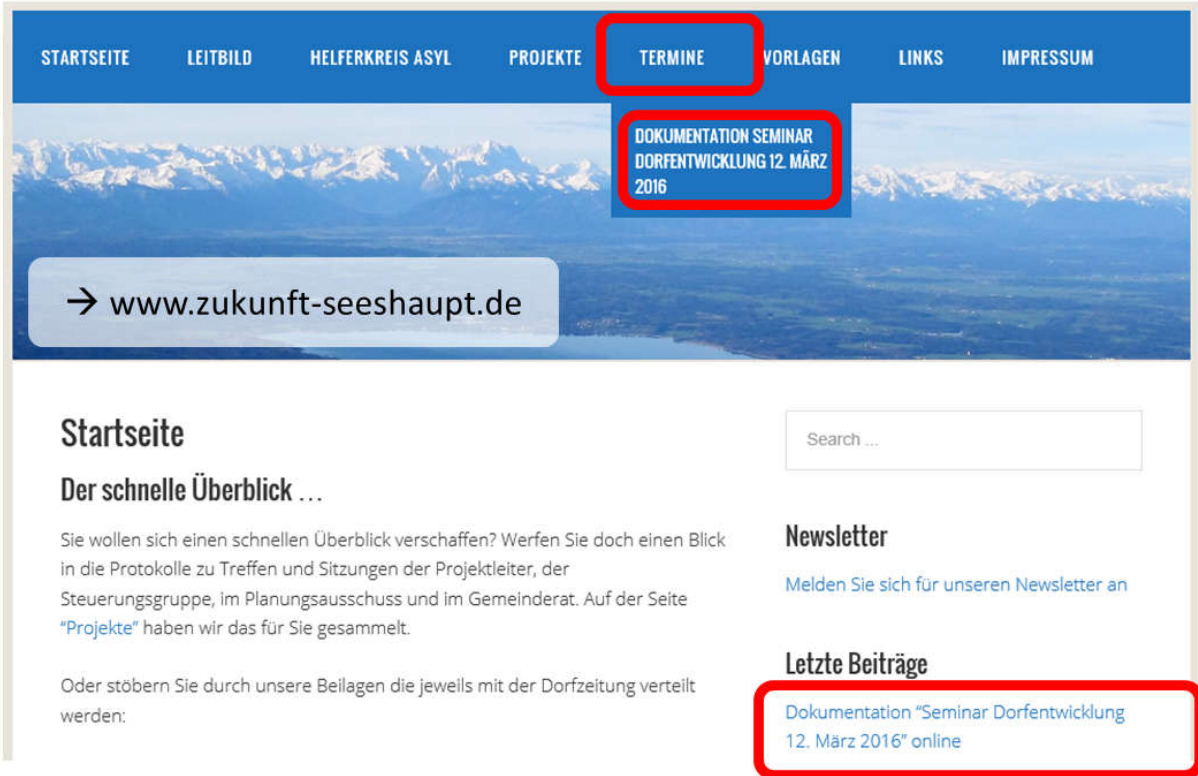 STARTSEITE LEITBILD HELFERKREIS ASYL PROJEKTE TERMINE VORLAGEN LINKS IMPRESSUM
DOKUMENTATION SEMINAR
DORFENTWICKLUNG 12. MÄRZ
2016
→ www.zukunft-seeshaupt.de
Startseite
Der schnelle Überblick …
Sie wollen sich einen schnellen Überblick verschaffen? Werfen Sie doch einen Blick
in die Protokolle zu Treffen und Sitzungen der Projektleiter, der
Steuerungsgruppe, im Planungsausschuss und im Gemeinderat. Auf der Seite
“Projekte” haben wir das für Sie gesammelt.
Oder stöbern Sie durch unsere Beilagen die jeweils mit der Dorfzeitung verteilt
werden:
Search ...
Newsletter
Melden Sie sich für unseren Newsletter an
Letzte Beiträge
Dokumentation “Seminar Dorfentwicklung
12. März 2016” online